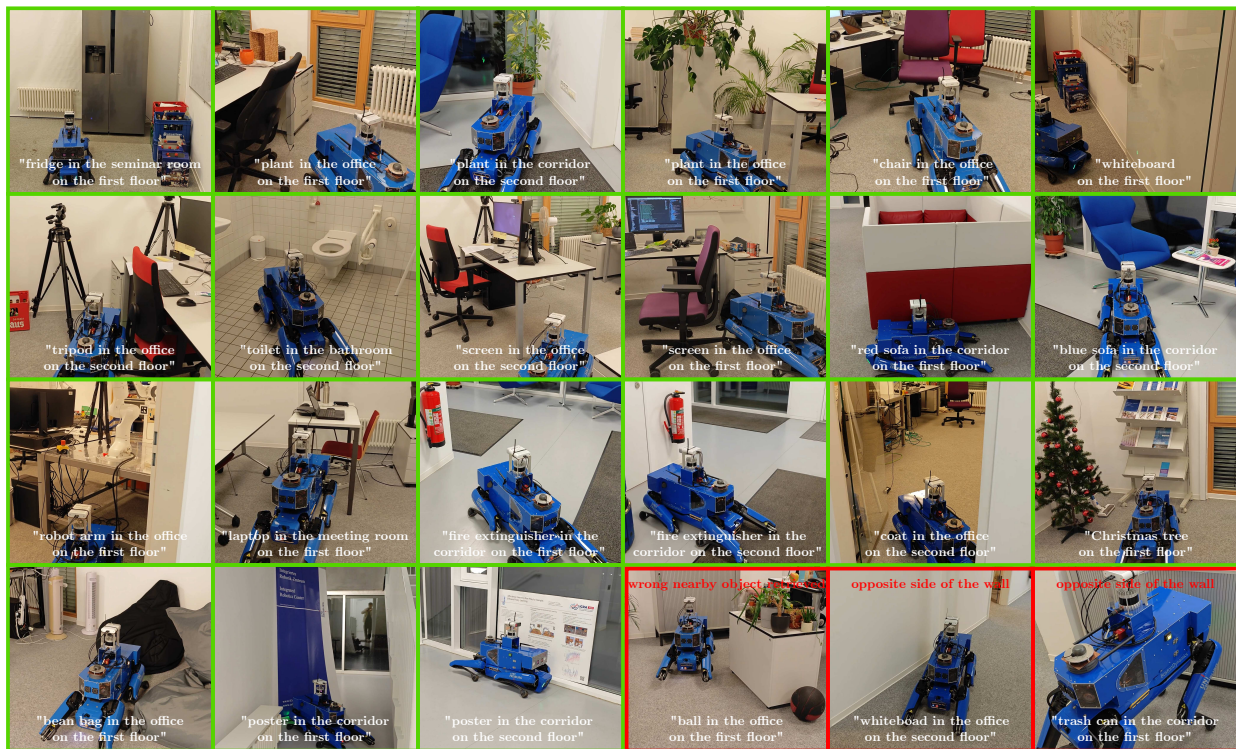 "fridge in the seminar room
on the first floor"
"plant in the office
on the first floor"
"plant in the corridor
on the second floor"
"plant in the office
on the first floor"
"chair in the office
on the first floor"
"whiteboard
on the first floor"
"tripod in the office
on the second floor"
"toilet in the bathroom
on the second floor"
"screen in the office
on the second floor"
"screen in the office
on the first floor"
"red sofa in the corridor
on the first floor"
"blue sofa in the corridor
on the second floor"
"robot arm in the office
on the first floor"
"laptop in the meeting room
on the first floor"
"fire extinguisher in the
corridor on the first floor"
"fire extinguisher in the
corridor on the second floor"
"coat in the office
on the second floor"
"Christmas tree
on the first floor"
"bean bag in the office
on the first floor"
"poster in the corridor
on the first floor"
"poster in the corridor
on the second floor"
wrong nearby object retrieved
"ball in the office
on the first floor"
opposite side of the wall
"whiteboad in the office
on the first floor"
opposite side of the wall
"trash can in the corridor
on the first floor"